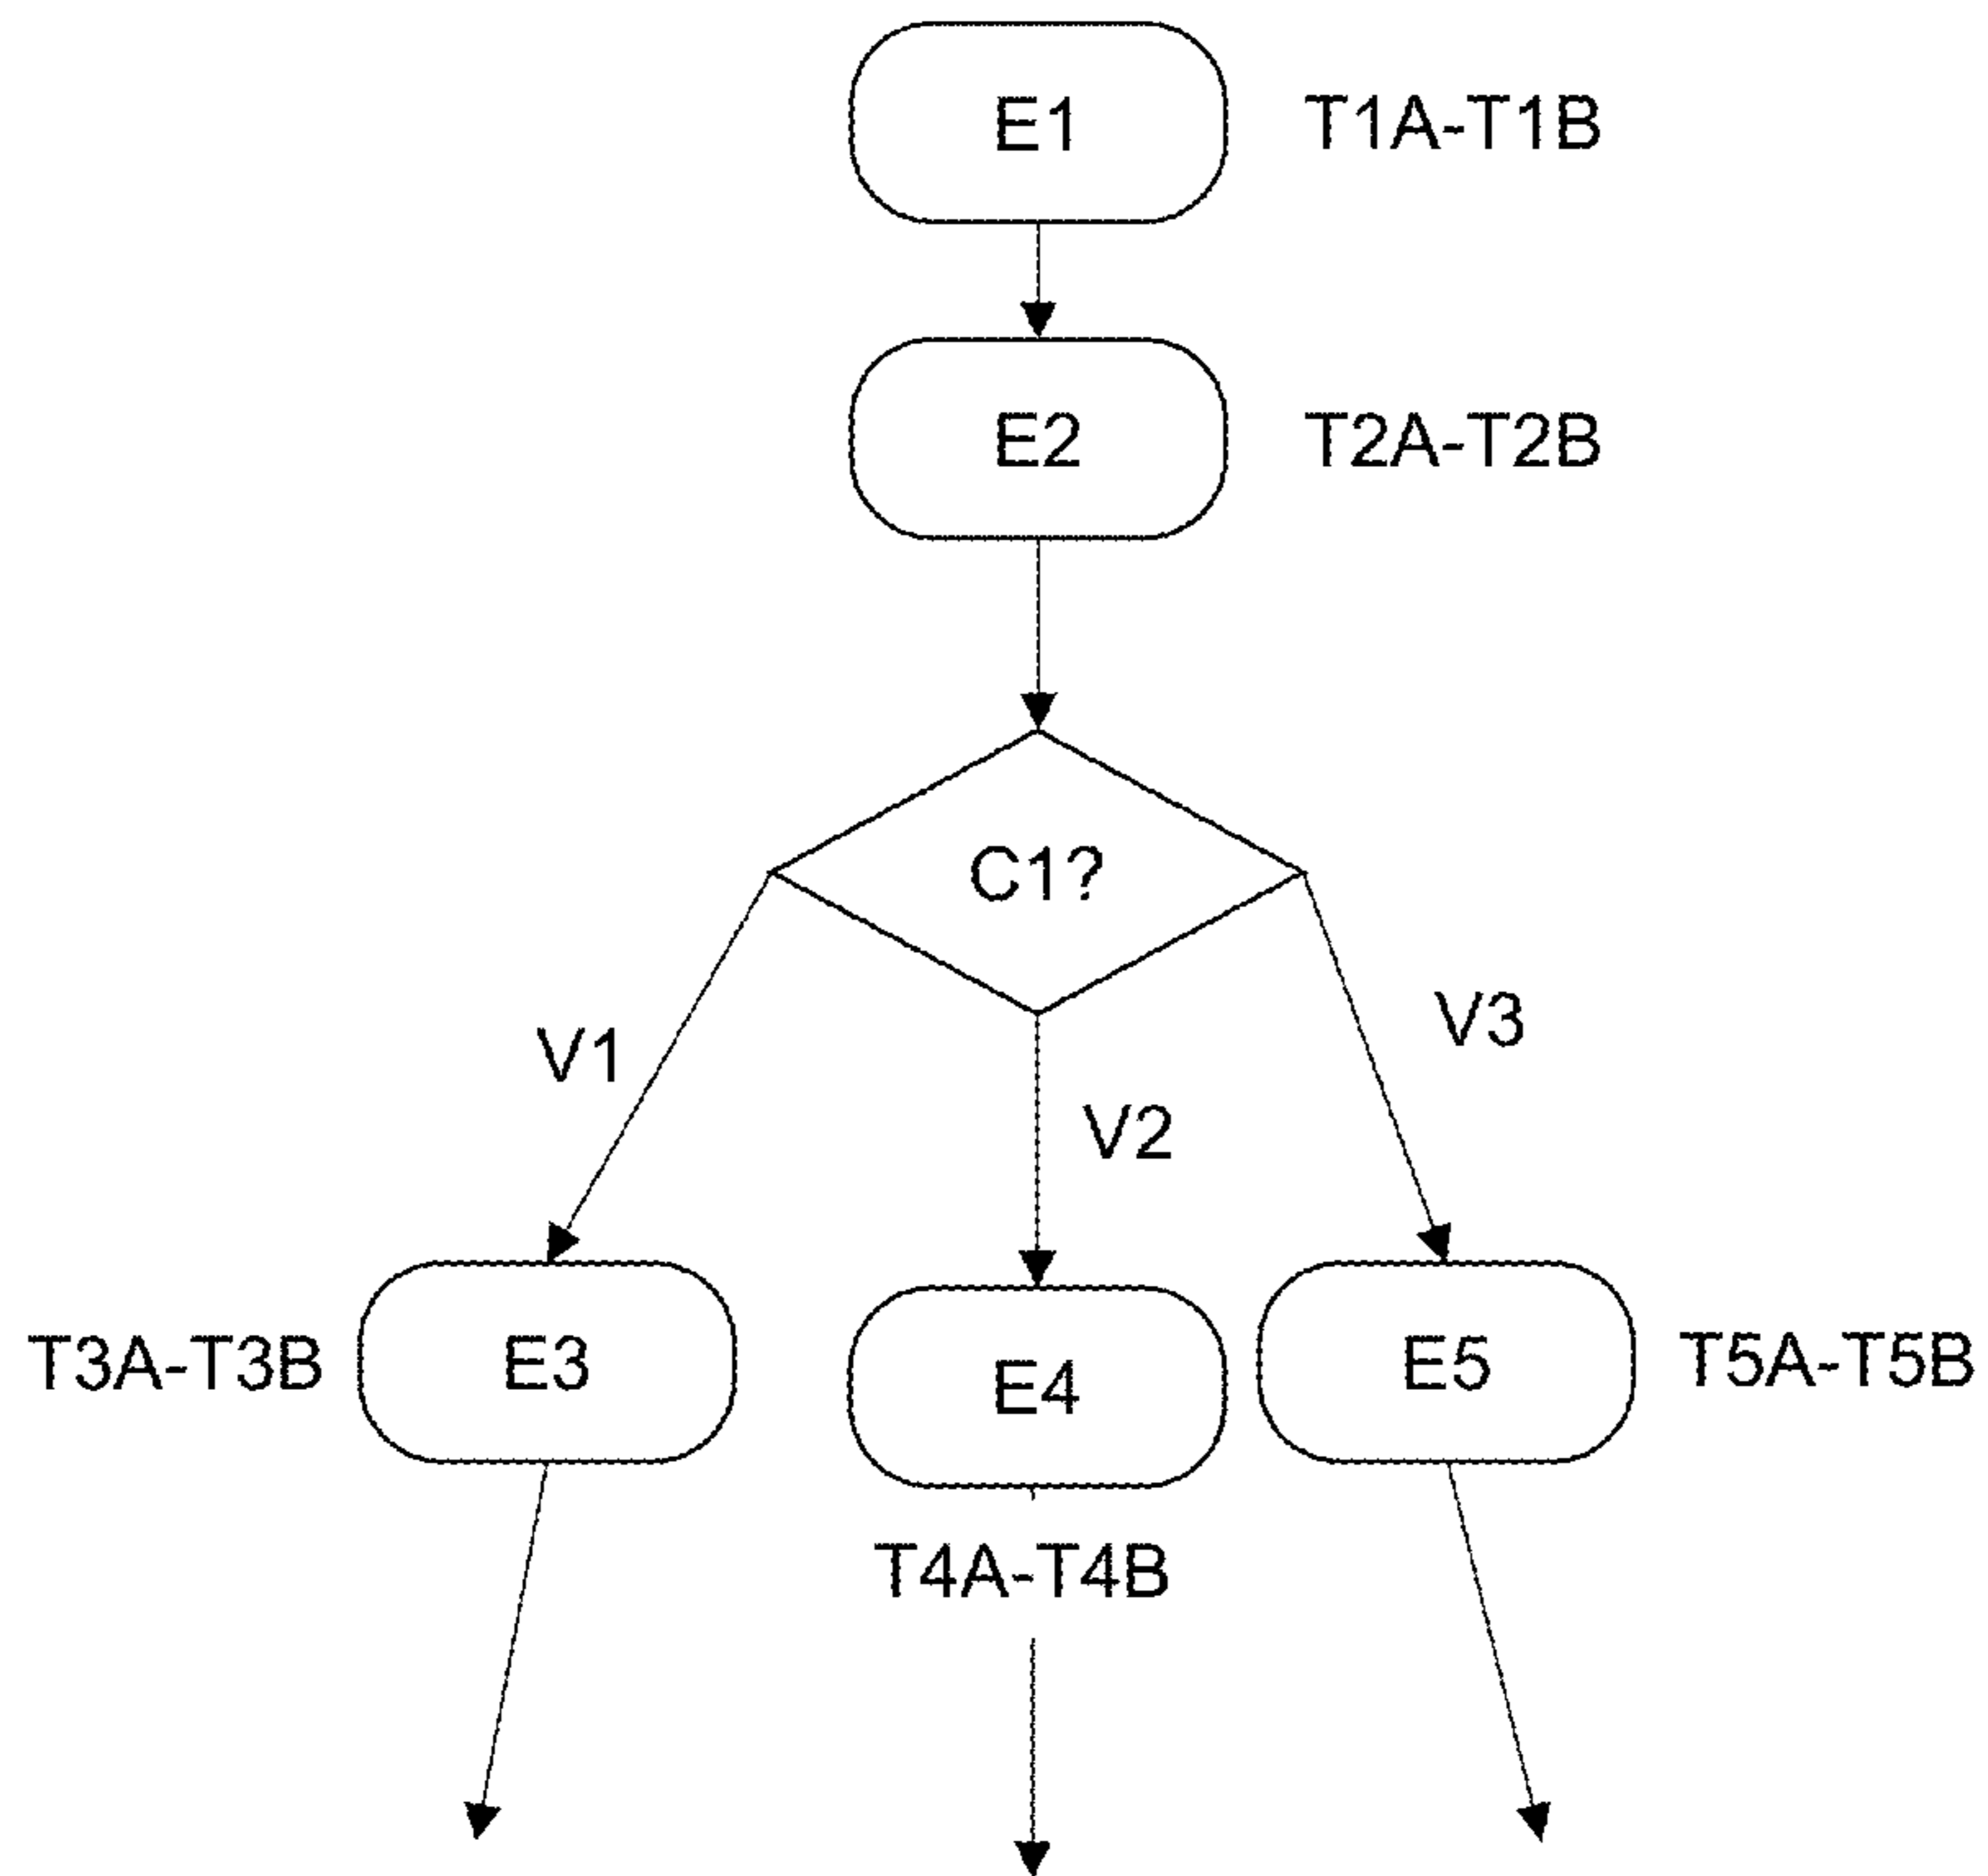 E1
T1A-T1B
E2
T2A-T2B
C1?
V1
V2
V3
T3A-T3B
E3
E4
E5
T5A-T5B
T4A-T4B